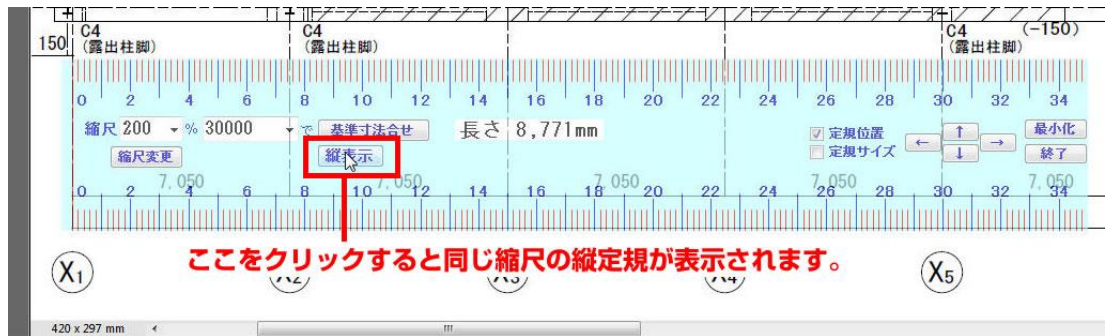 C4 C4 C4 (-150)
150 (露出柱脚) (露出柱脚) (露出柱脚)
0 2 4 6 8 10 12 14 16 18 20 22 24 26 28 30 32 34
縮尺 200 % 30000 で 基準寸法合せ 長さ 8,771mm 定規位置 ← ↑ → 最小化
縮尺変更 縦表示 定規サイズ ↓ 終了
7,050 7,050 7,050 7,050 7,050
0 2 4 6 8 10 12 14 16 18 20 22 24 26 28 30 32 34
ここをクリックすると同じ縮尺の縦定規が表示されます。
X1 X2 X3 X4 X5
420 x 297 mm